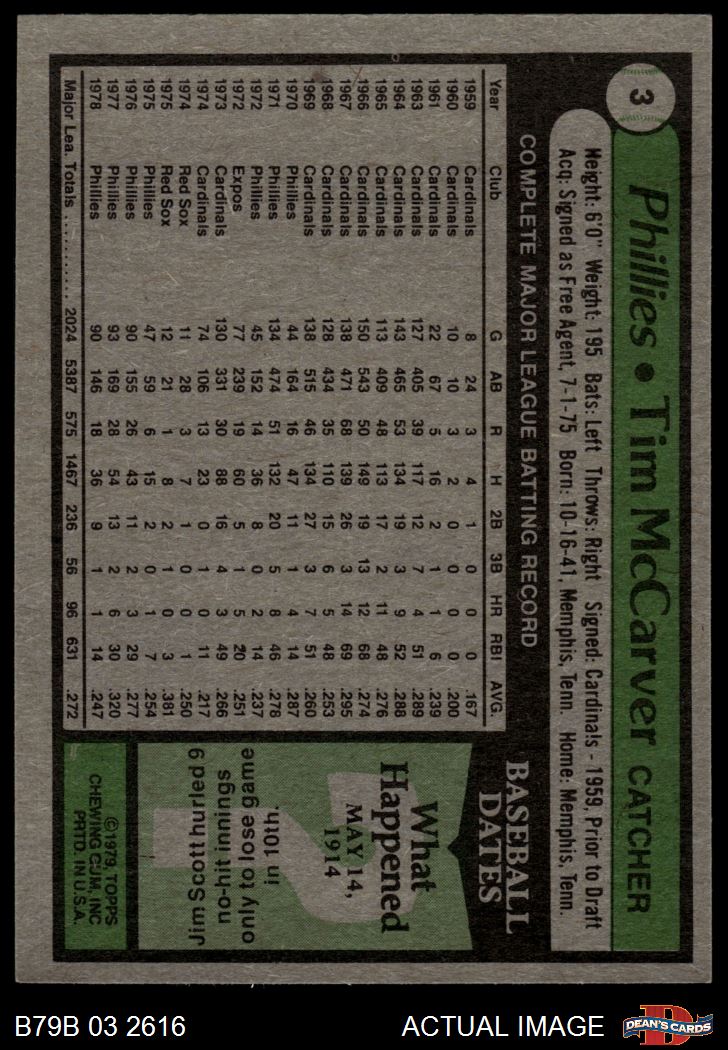 3
Phillies • Tim McCarver CATCHER
Height: 6'0" Weight: 195 Bats: Left Throws: Right Signed: Cardinals - 1959, Prior to Draft
Acq: Signed as Free Agent, 7-1-75 Born: 10-16-41, Memphis, Tenn. Home: Memphis, Tenn.
COMPLETE MAJOR LEAGUE BATTING RECORD
Year Club G AB R H 2B 3B HR RBI AVG.
1959 Cardinals 8 24 3 4 1 0 0 0 .167
1960 Cardinals 10 10 3 2 0 0 0 0 .200
1961 Cardinals 22 67 5 16 2 1 1 6 .239
1963 Cardinals 127 405 39 117 12 7 4 51 .289
1964 Cardinals 143 465 53 134 19 3 9 52 .288
1965 Cardinals 113 409 48 113 17 2 11 48 .276
1966 Cardinals 150 543 50 149 19 13 12 68 .274
1967 Cardinals 138 471 68 139 26 3 14 69 .295
1968 Cardinals 128 434 35 110 15 6 5 48 .253
1969 Cardinals 138 515 46 134 27 3 7 51 .260
1970 Phillies 44 164 16 47 11 1 4 14 .287
1971 Phillies 134 474 51 132 20 5 8 46 .278
1972 Phillies 45 152 14 36 8 0 2 14 .237
1972 Expos 77 239 19 60 5 1 5 20 .251
1973 Cardinals 130 331 30 88 16 4 3 49 .266
1974 Cardinals 74 106 13 23 0 1 0 11 .217
1974 Red Sox 11 28 3 7 1 0 0 1 .250
1975 Red Sox 12 21 1 8 2 1 0 3 .381
1975 Phillies 47 59 6 15 2 0 1 7 .254
1976 Phillies 90 155 26 43 11 2 3 29 .277
1977 Phillies 93 169 28 54 13 2 6 30 .320
1978 Phillies 90 146 18 36 9 1 1 14 .247
Major Lea. Totals .......... 2024 5387 575 1467 236 56 96 631 .272
BASEBALL
DATES
What
Happened
MAY 14,
1914
Jim Scott hurled 9
no-hit innings
only to lose game
in 10th.
©1979, TOPPS
CHEWING GUM, INC
PRTD. IN U.S.A.
B79B 03 2616 ACTUAL IMAGE
D
DEAN'S CARDS